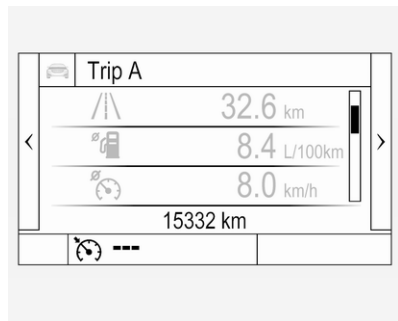 Trip A
32.6 km
ø 8.4 L/100km
ø 8.0 km/h
15332 km
---